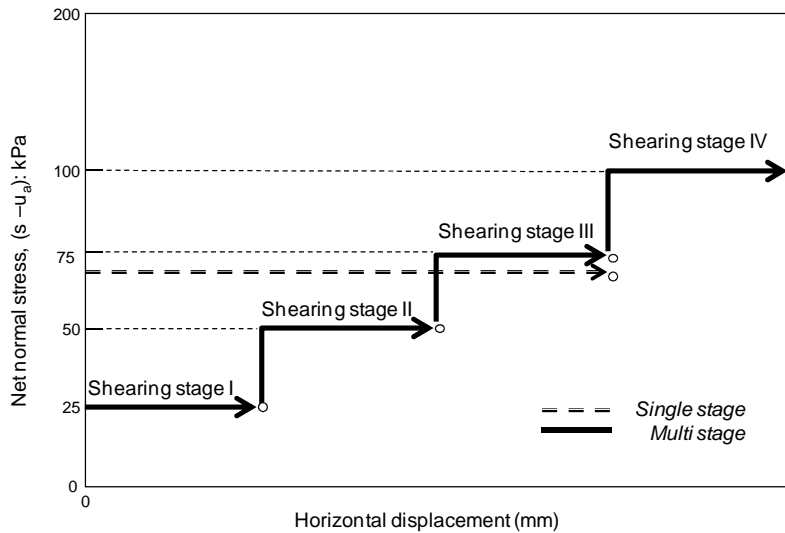 Net normal stress, (s –uₐ): kPa
200
100
75
50
25
0
Shearing stage IV
Shearing stage III
Shearing stage II
Shearing stage I
Single stage
Multi stage
0
Horizontal displacement (mm)